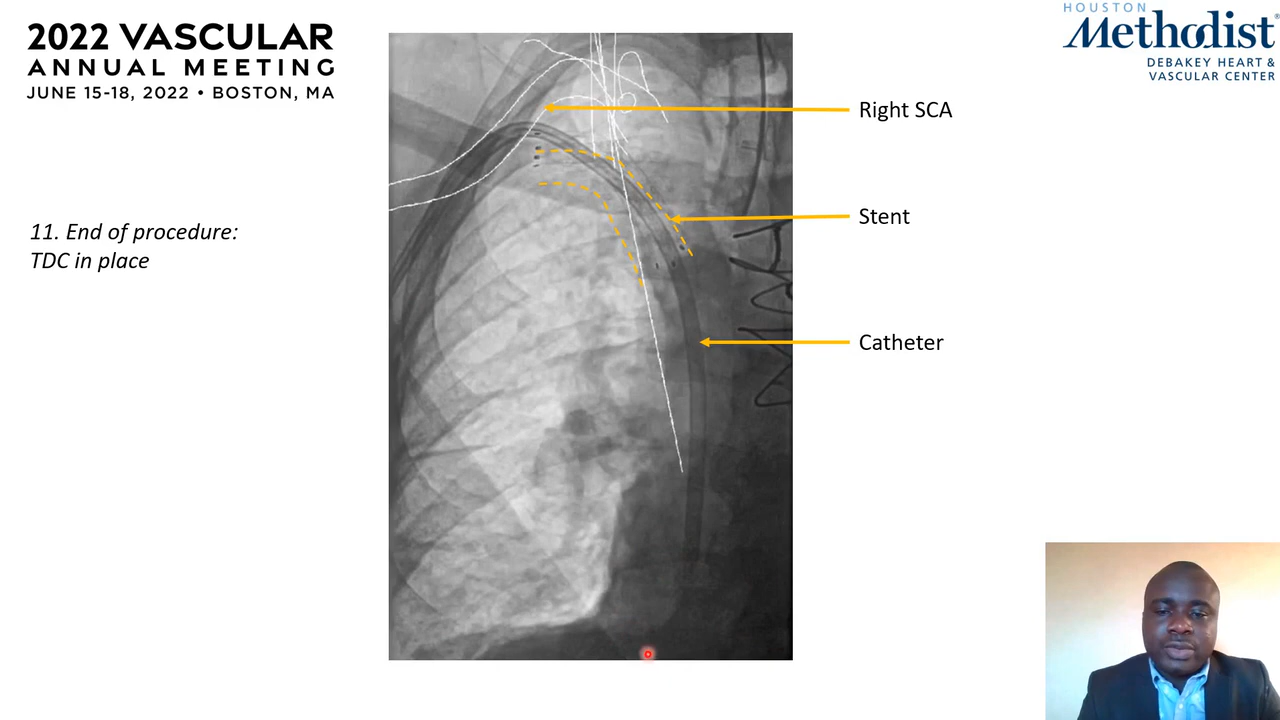 2022 VASCULAR
ANNUAL MEETING
JUNE 15-18, 2022 • BOSTON, MA
HOUSTON
Methodist
DEBAKEY HEART &
VASCULAR CENTER
Right SCA
Stent
11. End of procedure:
TDC in place
Catheter